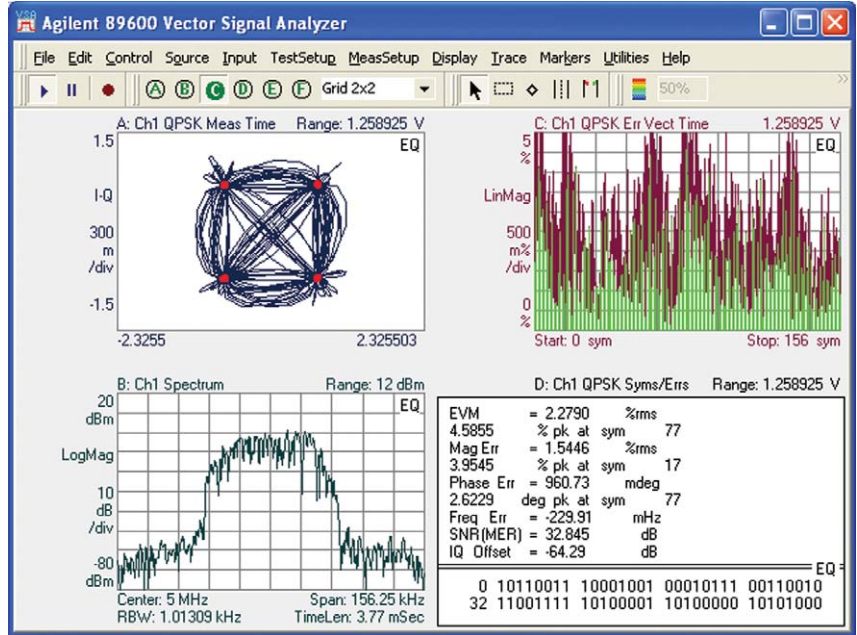 VSA
Agilent 89600 Vector Signal Analyzer
File Edit Control Source Input TestSetup MeasSetup Display Trace Markers Utilities Help
A B C D E F Grid 2x2 50%
A: Ch1 QPSK Meas Time Range: 1.258925 V
1.5
EQ
I-Q
300
m
/div
-1.5
-2.3255 2.325503
C: Ch1 QPSK Err Vect Time 1.258925 V
5
%
EQ
LinMag
500
m%
/div
0
%
Start: 0 sym Stop: 156 sym
B: Ch1 Spectrum Range: 12 dBm
20
dBm
EQ
LogMag
10
dB
/div
-80
dBm
Center: 5 MHz Span: 156.25 kHz
RBW: 1.01309 kHz TimeLen: 3.77 mSec
D: Ch1 QPSK Syms/Errs Range: 1.258925 V
EVM = 2.2790 %rms
4.5855 % pk at sym 77
Mag Err = 1.5446 %rms
3.9545 % pk at sym 17
Phase Err = 960.73 mdeg
2.6229 deg pk at sym 77
Freq Err = -229.91 mHz
SNR(MER) = 32.845 dB
IQ Offset = -64.29 dB
EQ
0 10110011 10001001 00010111 00110010
32 11001111 10100001 10100000 10101000